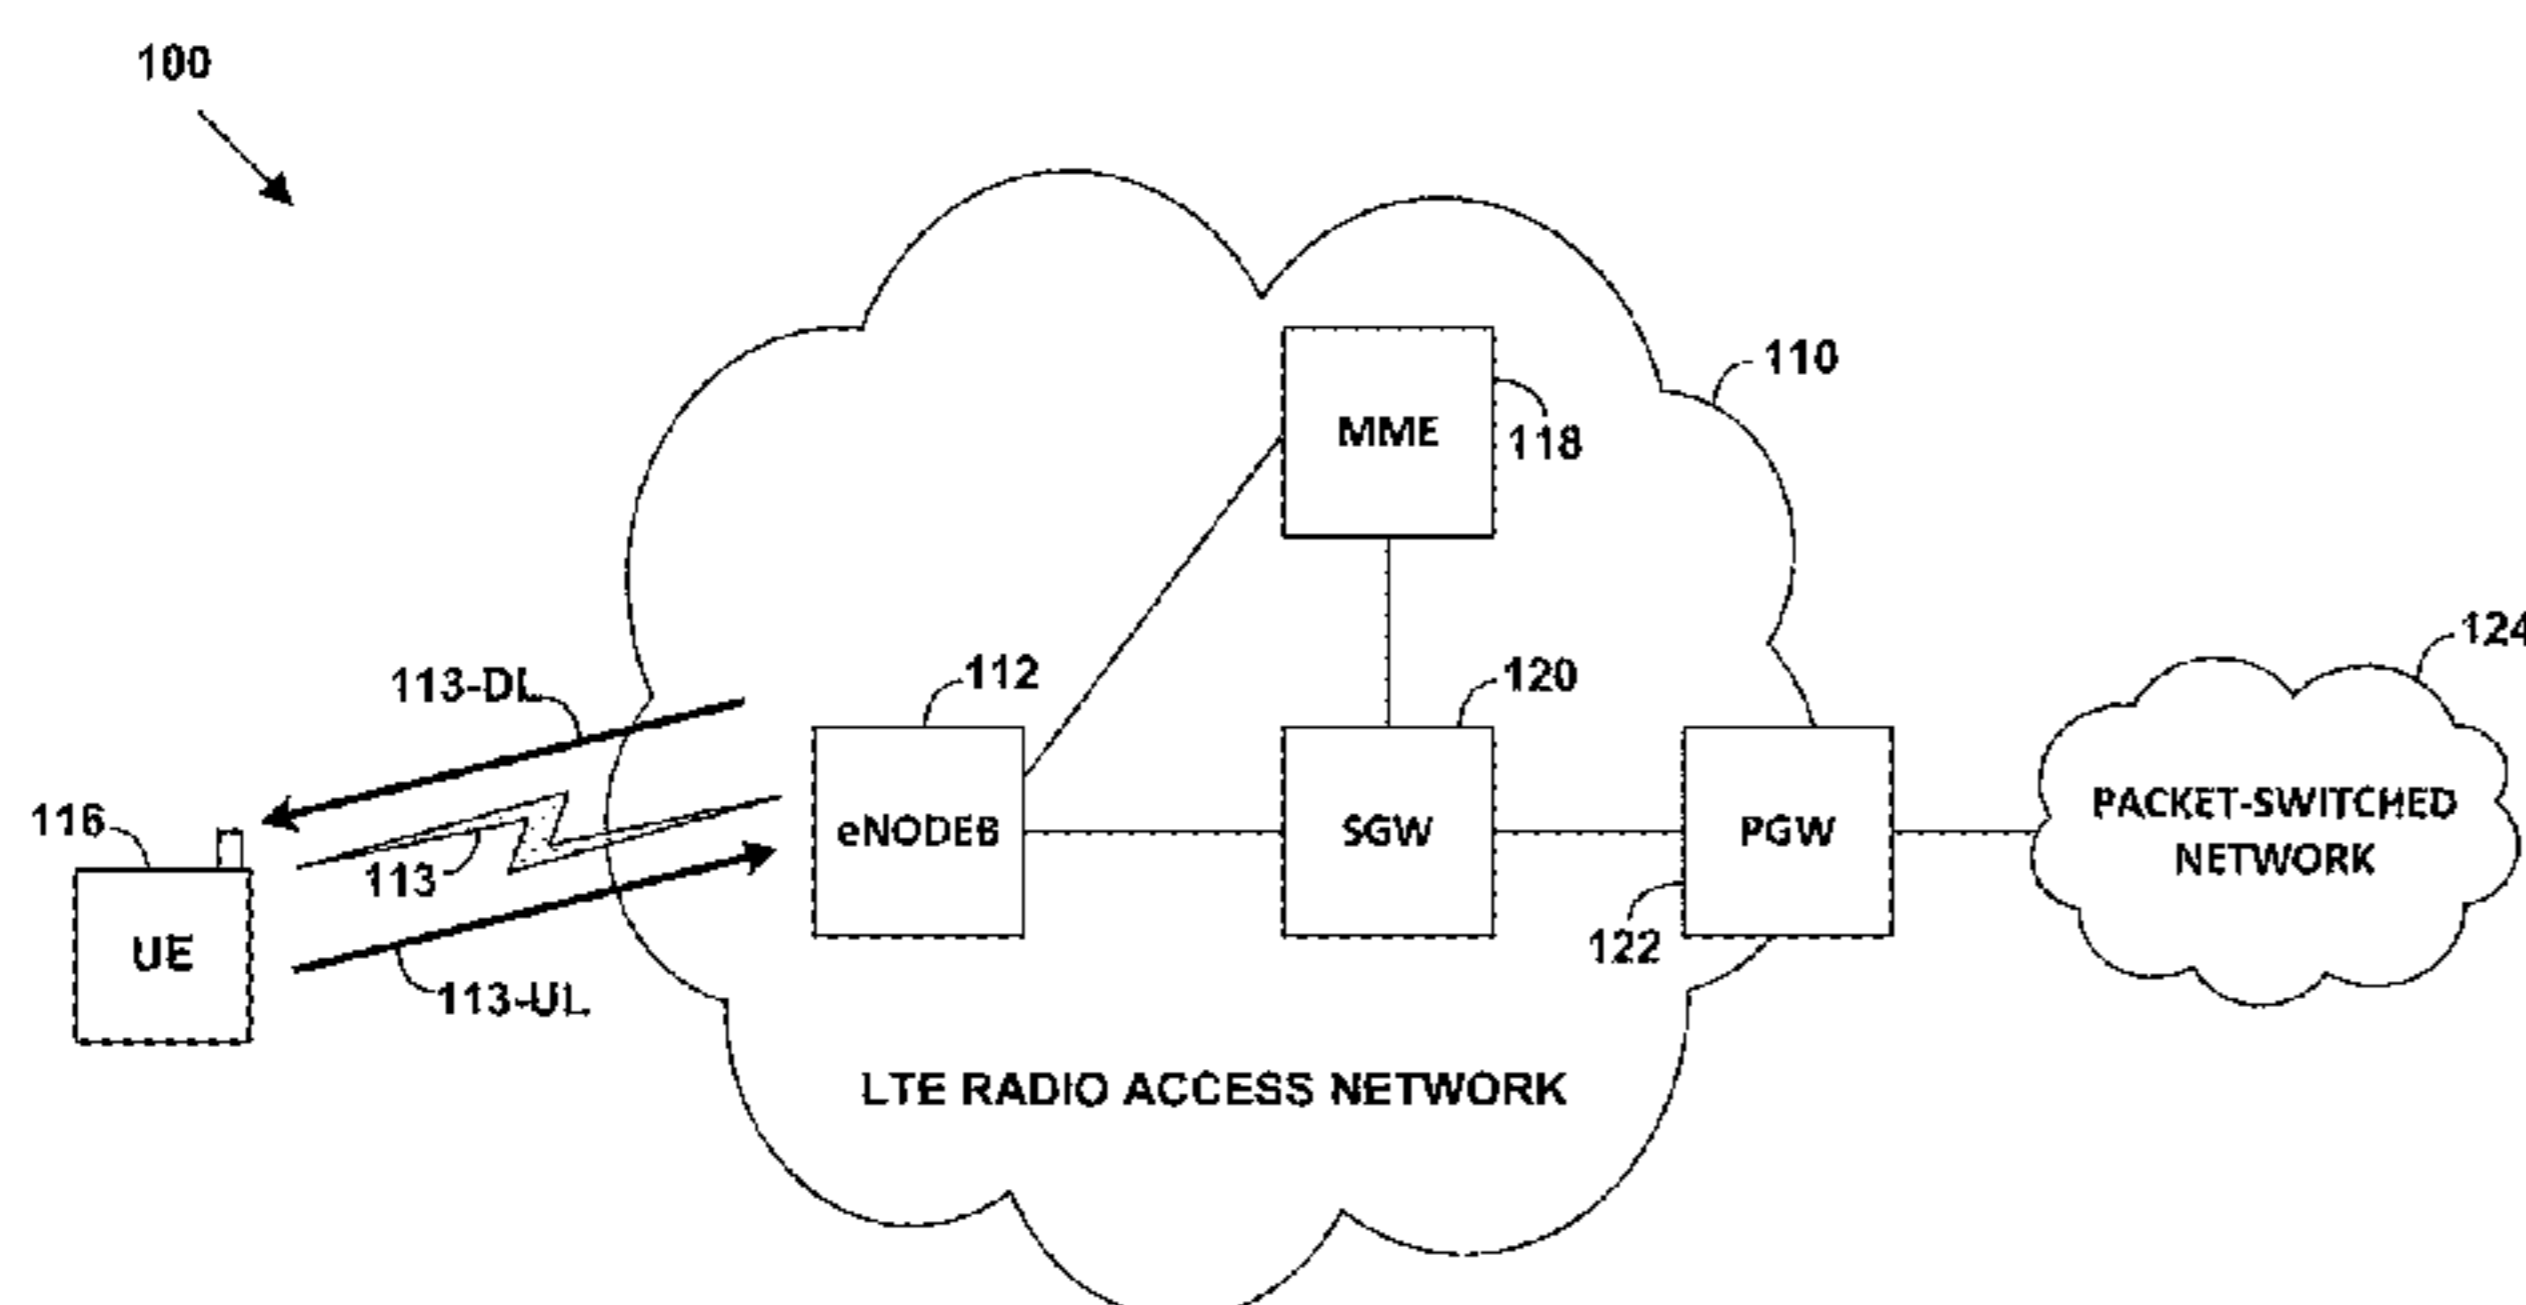 100
110
MME
118
124
112
120
113-DL
116
113
eNODEB
SGW
PGW
PACKET-SWITCHED
NETWORK
122
UE
113-UL
LTE RADIO ACCESS NETWORK